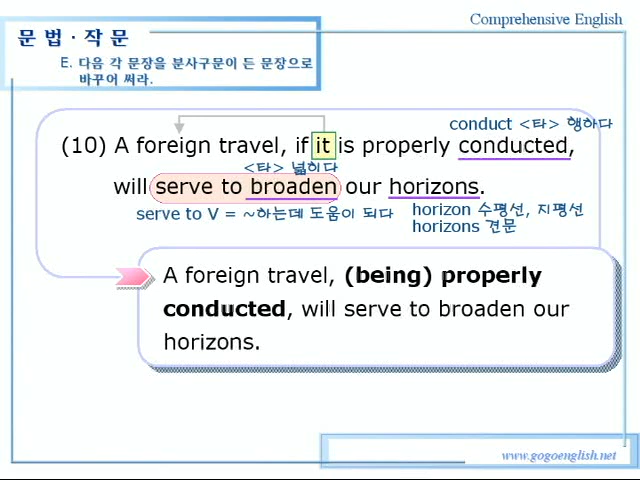 Comprehensive English
문 법 · 작 문
E. 다음 각 문장을 분사구문이 든 문장으로
바꾸어 써라.
conduct <타> 행하다
(10) A foreign travel, if it is properly conducted,
<타> 넓히다
will serve to broaden our horizons.
serve to V = ~하는데 도움이 되다
horizon 수평선, 지평선
horizons 견문
A foreign travel, (being) properly
conducted, will serve to broaden our
horizons.
www.gogoenglish.net